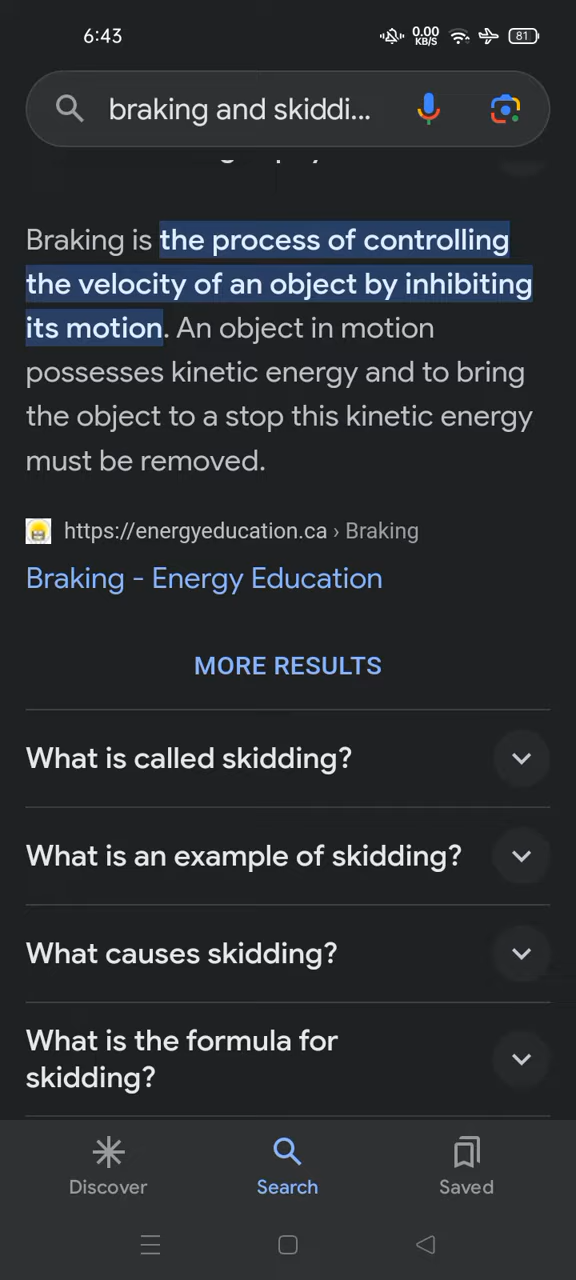 6:43
0.00
KB/S
81
braking and skiddi...
Braking is the process of controlling
the velocity of an object by inhibiting
its motion. An object in motion
possesses kinetic energy and to bring
the object to a stop this kinetic energy
must be removed.
https://energyeducation.ca › Braking
Braking - Energy Education
MORE RESULTS
What is called skidding?
What is an example of skidding?
What causes skidding?
What is the formula for
skidding?
Discover
Search
Saved